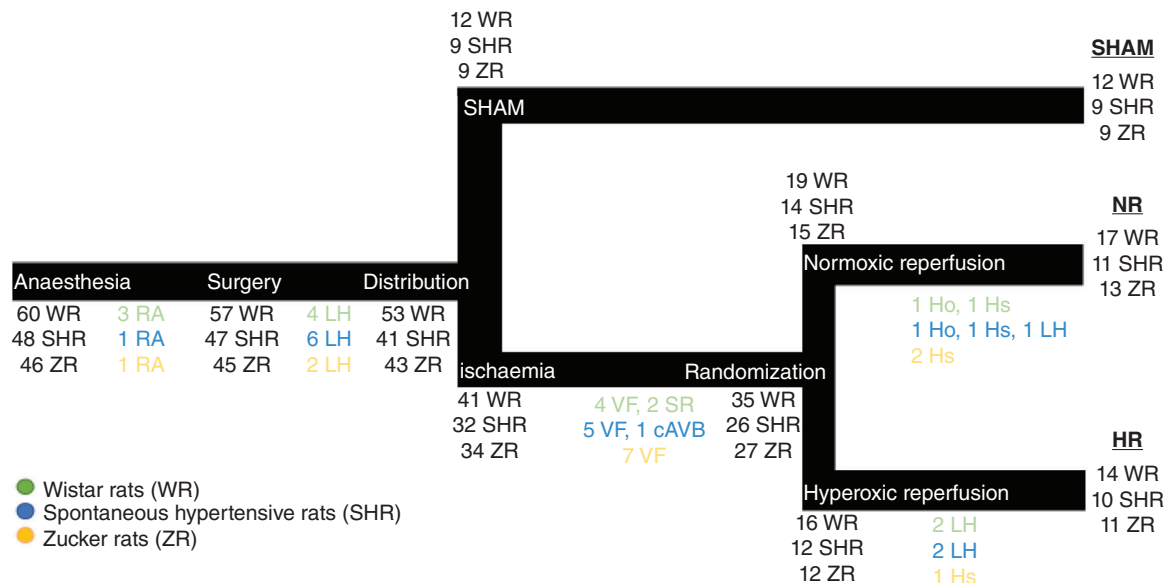 12 WR
9 SHR
9 ZR
SHAM
SHAM
12 WR
9 SHR
9 ZR
Anaesthesia
60 WR
48 SHR
46 ZR
3 RA
1 RA
1 RA
Surgery
57 WR
47 SHR
45 ZR
4 LH
6 LH
2 LH
Distribution
53 WR
41 SHR
43 ZR
ischaemia
41 WR
32 SHR
34 ZR
4 VF, 2 SR
5 VF, 1 cAVB
7 VF
Randomization
35 WR
26 SHR
27 ZR
19 WR
14 SHR
15 ZR
Normoxic reperfusion
1 Ho, 1 Hs
1 Ho, 1 Hs, 1 LH
2 Hs
NR
17 WR
11 SHR
13 ZR
Hyperoxic reperfusion
16 WR
12 SHR
12 ZR
2 LH
2 LH
1 Hs
HR
14 WR
10 SHR
11 ZR
Wistar rats (WR)
Spontaneous hypertensive rats (SHR)
Zucker rats (ZR)